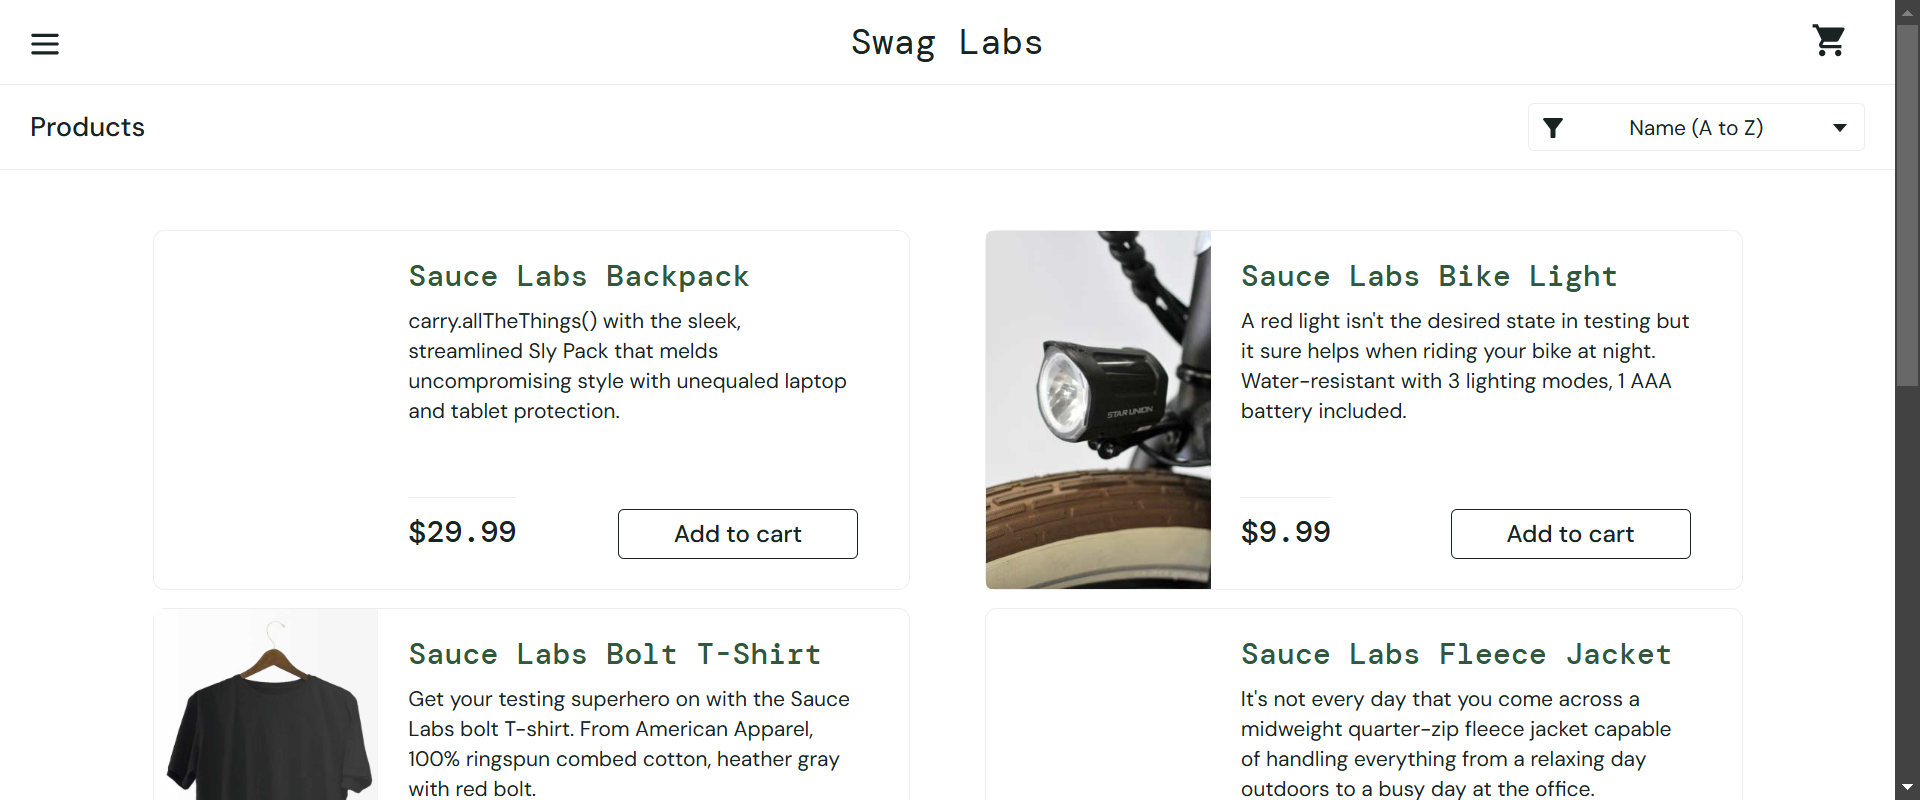 Swag Labs
Products
Name (A to Z)
Sauce Labs Backpack
carry.allTheThings() with the sleek,
streamlined Sly Pack that melds
uncompromising style with unequaled laptop
and tablet protection.
$29.99
Add to cart
STAR UNION
Sauce Labs Bike Light
A red light isn't the desired state in testing but
it sure helps when riding your bike at night.
Water-resistant with 3 lighting modes, 1 AAA
battery included.
$9.99
Add to cart
Sauce Labs Bolt T-Shirt
Get your testing superhero on with the Sauce
Labs bolt T-shirt. From American Apparel,
100% ringspun combed cotton, heather gray
with red bolt.
Sauce Labs Fleece Jacket
It's not every day that you come across a
midweight quarter-zip fleece jacket capable
of handling everything from a relaxing day
outdoors to a busy day at the office.